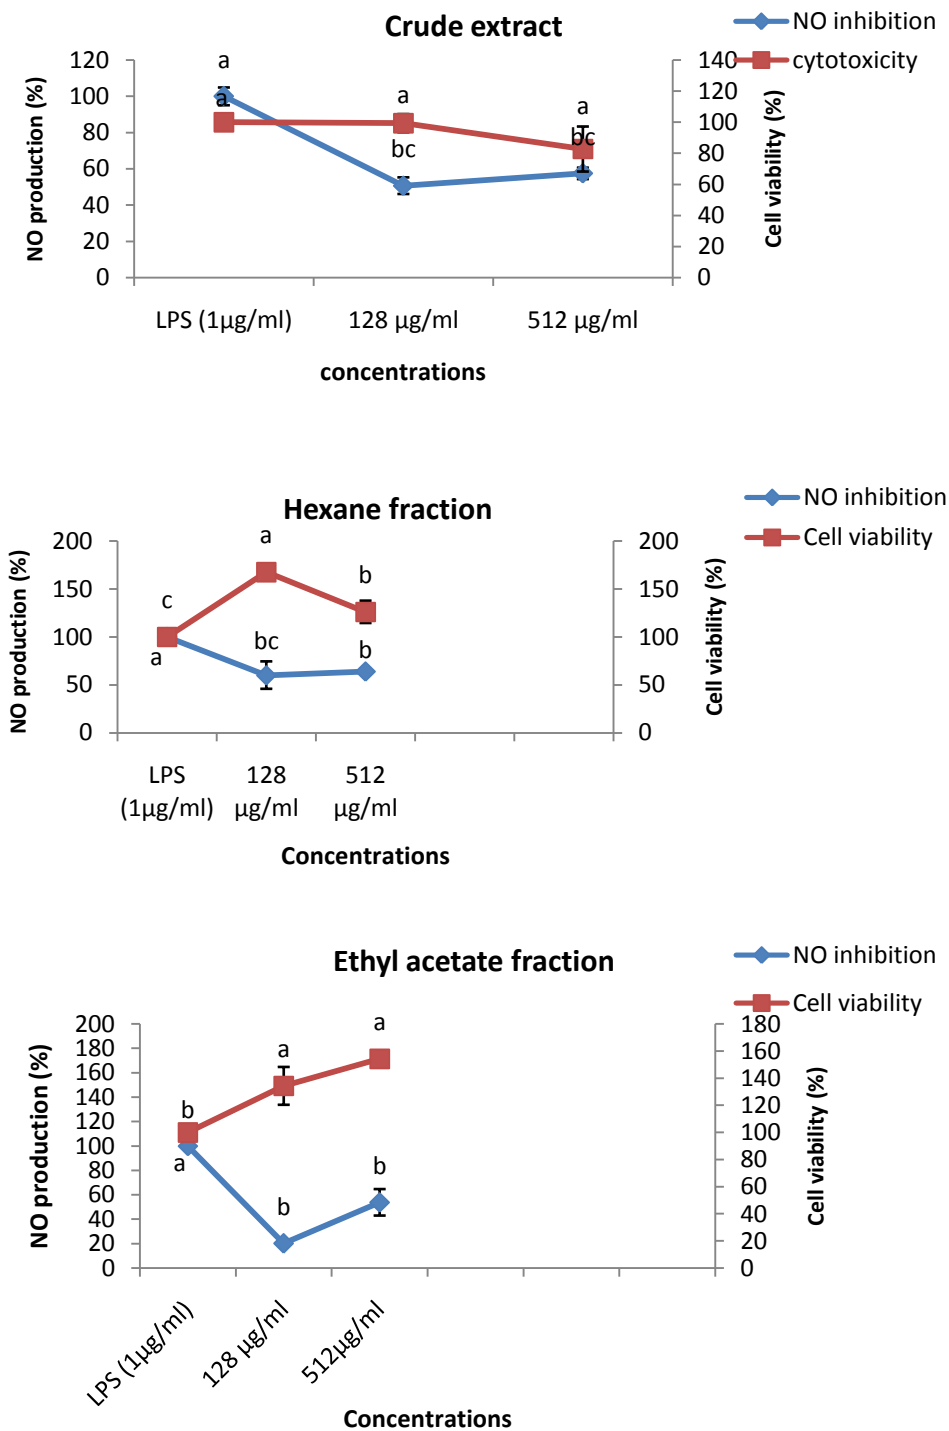 Crude extract
NO inhibition
cytotoxicity
NO production (%)
120
100
80
60
40
20
0
140
120
100
80
60
40
20
0
Cell viability (%)
a
a
a
bc
a
bc
LPS (1µg/ml)
128 µg/ml
512 µg/ml
concentrations
Hexane fraction
NO inhibition
Cell viability
NO production (%)
200
150
100
50
0
200
150
100
50
0
Cell viability (%)
c
a
a
bc
b
b
LPS
(1µg/ml)
128
µg/ml
512
µg/ml
Concentrations
Ethyl acetate fraction
NO inhibition
Cell viability
NO production (%)
200
180
160
140
120
100
80
60
40
20
0
180
160
140
120
100
80
60
40
20
0
Cell viability (%)
b
a
a
b
a
b
LPS (1µg/ml)
128 µg/ml
512µg/ml
Concentrations